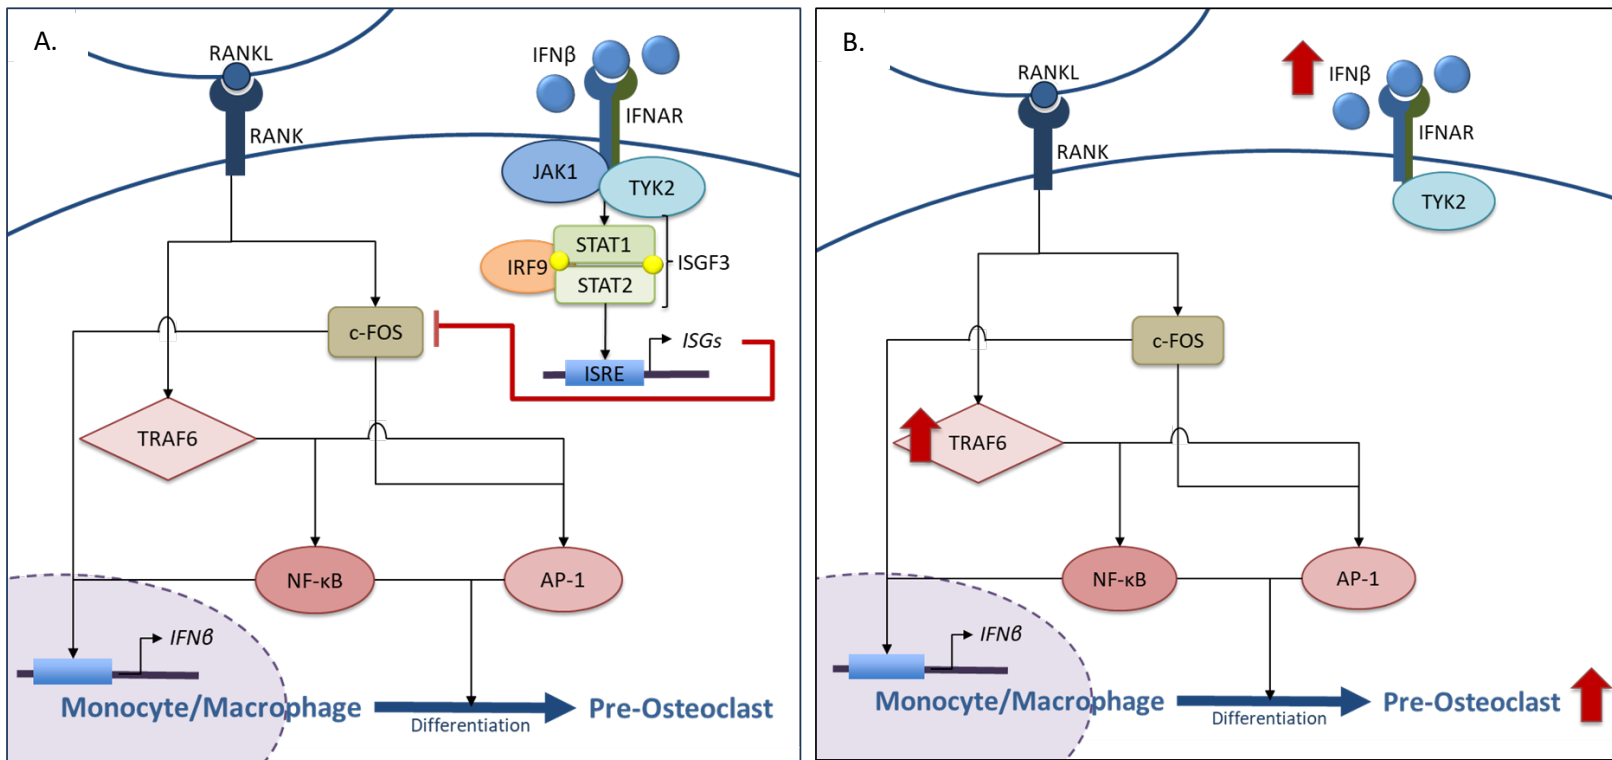 A.
RANKL
IFNβ
IFNAR
RANK
JAK1
TYK2
STAT1
IRF9
ISGF3
STAT2
c-FOS
ISGs
ISRE
TRAF6
NF-κB
AP-1
IFNβ
Monocyte/Macrophage
Pre-Osteoclast
Differentiation
B.
RANKL
IFNβ
IFNAR
RANK
TYK2
c-FOS
TRAF6
NF-κB
AP-1
IFNβ
Monocyte/Macrophage
Pre-Osteoclast
Differentiation